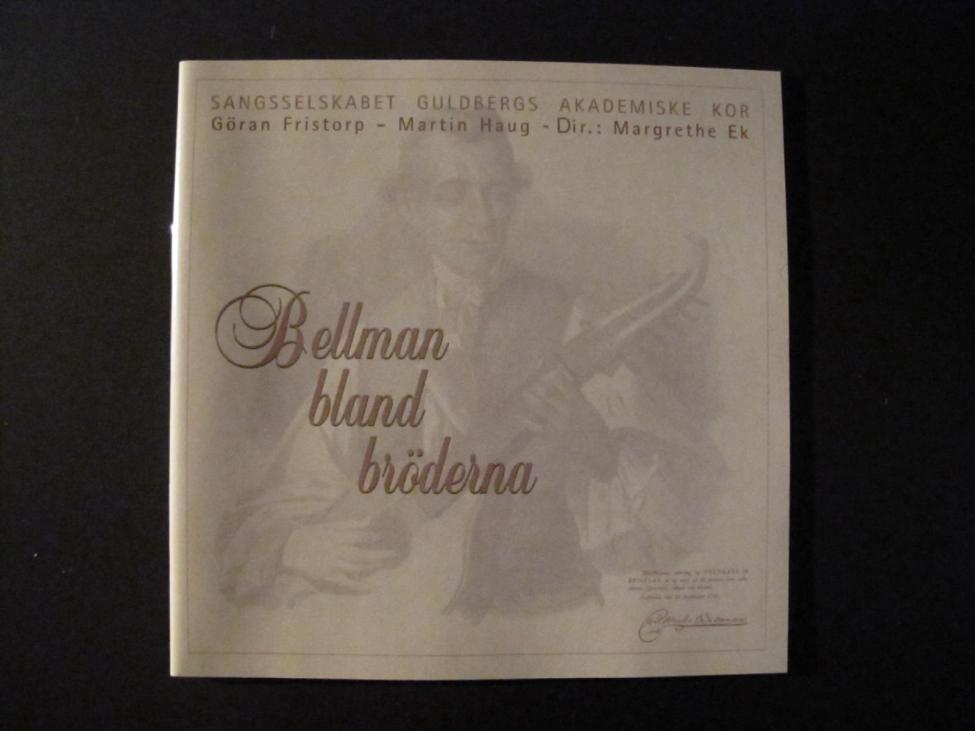 SANGSSELSKABET GULDBERGS AKADEMISKE KOR
Göran Fristorp – Martin Haug - Dir.: Margrethe Ek
Bellman
bland
bröderna